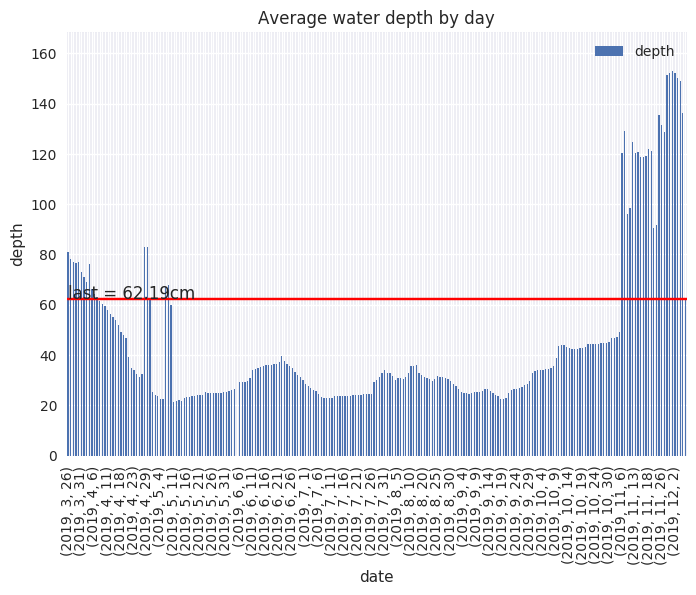 Average water depth by day
depth
160
140
120
100
80
60
40
20
0
last = 62.19cm
depth
(2019, 3, 26)
(2019, 3, 31)
(2019, 4, 6)
(2019, 4, 11)
(2019, 4, 18)
(2019, 4, 23)
(2019, 4, 29)
(2019, 5, 4)
(2019, 5, 11)
(2019, 5, 16)
(2019, 5, 21)
(2019, 5, 26)
(2019, 5, 31)
(2019, 6, 6)
(2019, 6, 11)
(2019, 6, 16)
(2019, 6, 21)
(2019, 6, 26)
(2019, 7, 1)
(2019, 7, 6)
(2019, 7, 11)
(2019, 7, 16)
(2019, 7, 21)
(2019, 7, 26)
(2019, 7, 31)
(2019, 8, 5)
(2019, 8, 10)
(2019, 8, 20)
(2019, 8, 25)
(2019, 8, 30)
(2019, 9, 4)
(2019, 9, 9)
(2019, 9, 14)
(2019, 9, 19)
(2019, 9, 24)
(2019, 9, 29)
(2019, 10, 4)
(2019, 10, 9)
(2019, 10, 14)
(2019, 10, 19)
(2019, 10, 24)
(2019, 10, 30)
(2019, 11, 6)
(2019, 11, 13)
(2019, 11, 18)
(2019, 11, 26)
(2019, 12, 2)
date